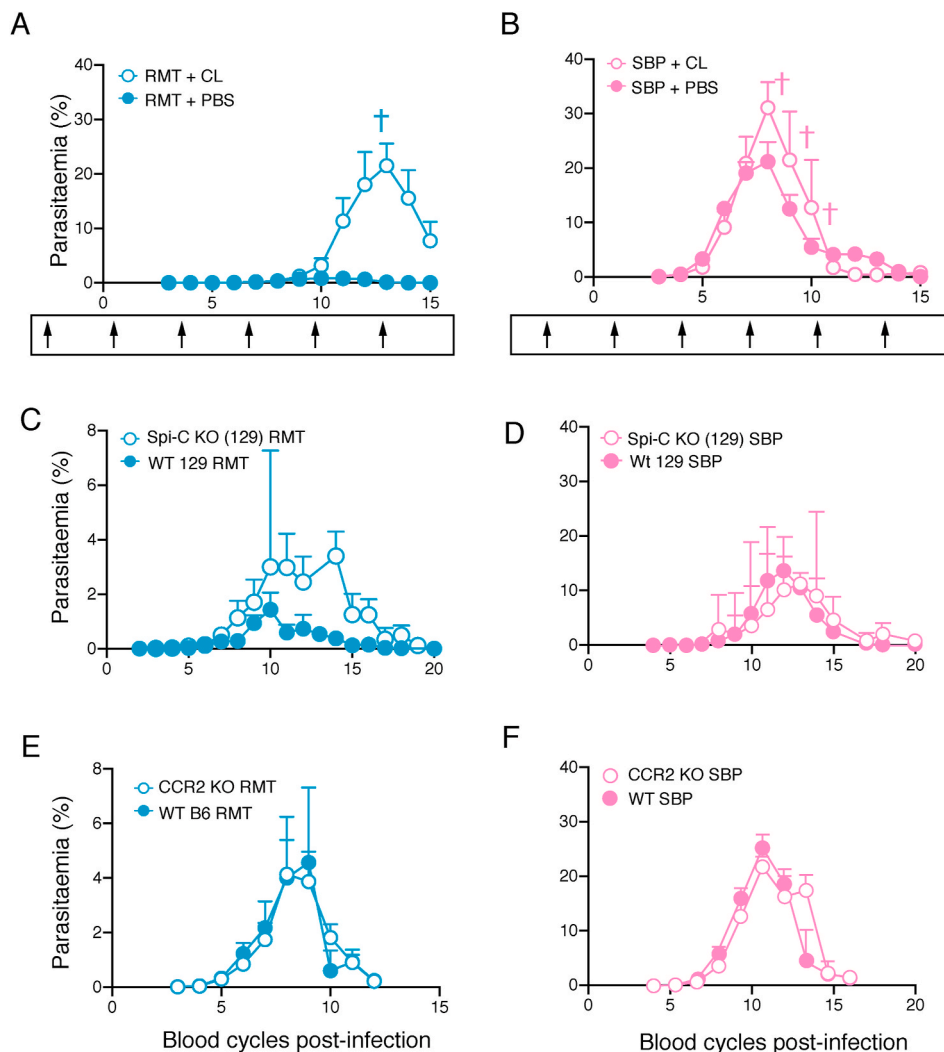 A
B
40
30
20
10
0
Parasitaemia (%)
RMT + CL
RMT + PBS
†
0
5
10
15
40
30
20
10
0
SBP + CL
SBP + PBS
†
†
†
0
5
10
15
C
D
8
6
4
2
0
Parasitaemia (%)
Spi-C KO (129) RMT
WT 129 RMT
0
5
10
15
20
40
30
20
10
0
Spi-C KO (129) SBP
Wt 129 SBP
0
5
10
15
20
E
F
8
6
4
2
0
Parasitaemia (%)
CCR2 KO RMT
WT B6 RMT
0
5
10
15
Blood cycles post-infection
40
30
20
10
0
CCR2 KO SBP
WT SBP
0
5
10
15
20
Blood cycles post-infection